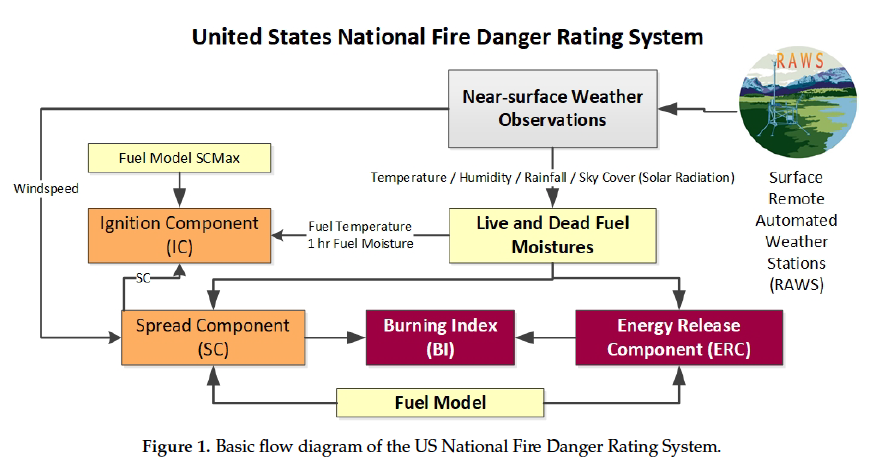 United States National Fire Danger Rating System
RAWS
Near-surface Weather
Observations
Fuel Model SCMax
Windspeed
Temperature / Humidity / Rainfall / Sky Cover (Solar Radiation)
Surface
Remote
Automated
Weather
Stations
(RAWS)
Ignition Component
(IC)
Fuel Temperature
1 hr Fuel Moisture
Live and Dead Fuel
Moistures
SC
Spread Component
(SC)
Burning Index
(BI)
Energy Release
Component (ERC)
Fuel Model
Figure 1. Basic flow diagram of the US National Fire Danger Rating System.